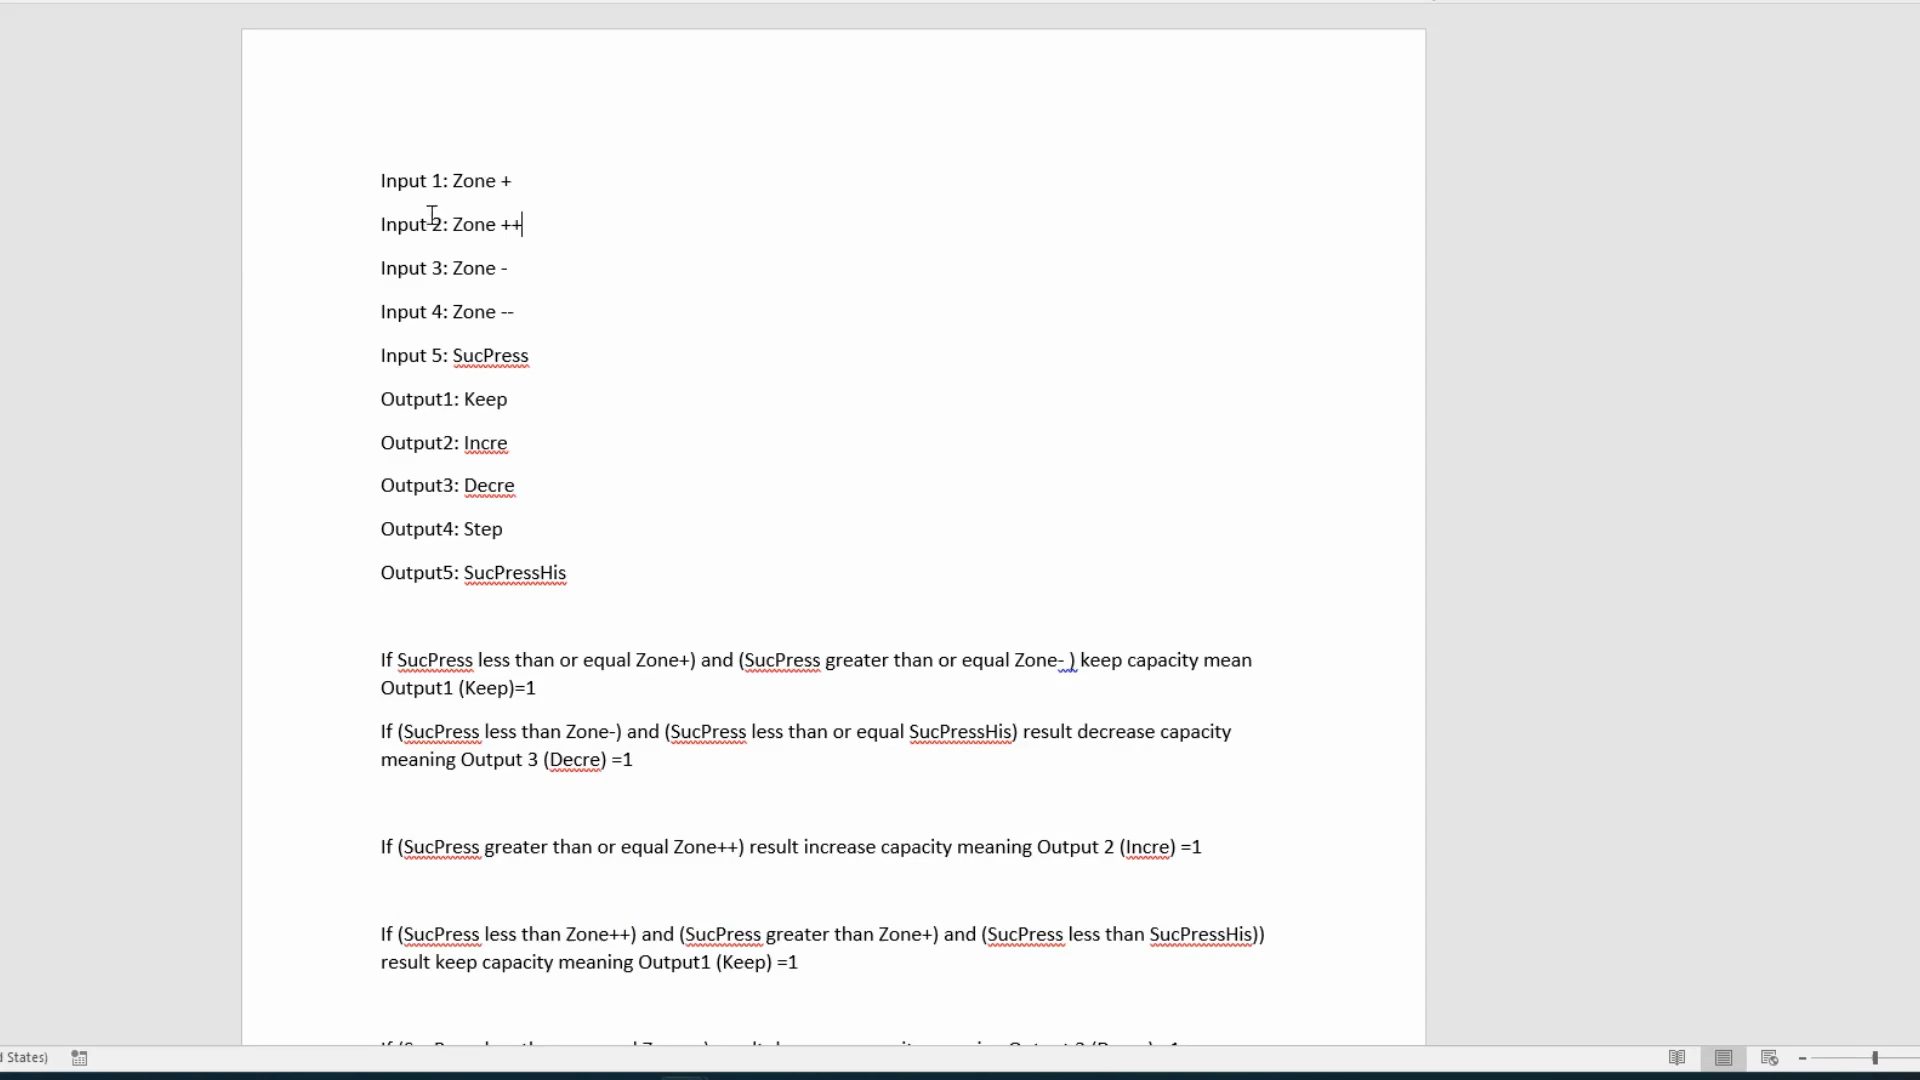 Input 1: Zone +
Input 2: Zone ++
Input 3: Zone -
Input 4: Zone --
Input 5: SucPress
Output1: Keep
Output2: Incre
Output3: Decre
Output4: Step
Output5: SucPressHis
If SucPress less than or equal Zone+) and (SucPress greater than or equal Zone- ) keep capacity mean
Output1 (Keep)=1
If (SucPress less than Zone-) and (SucPress less than or equal SucPressHis) result decrease capacity
meaning Output 3 (Decre) =1
If (SucPress greater than or equal Zone++) result increase capacity meaning Output 2 (Incre) =1
If (SucPress less than Zone++) and (SucPress greater than Zone+) and (SucPress less than SucPressHis))
result keep capacity meaning Output1 (Keep) =1
States)